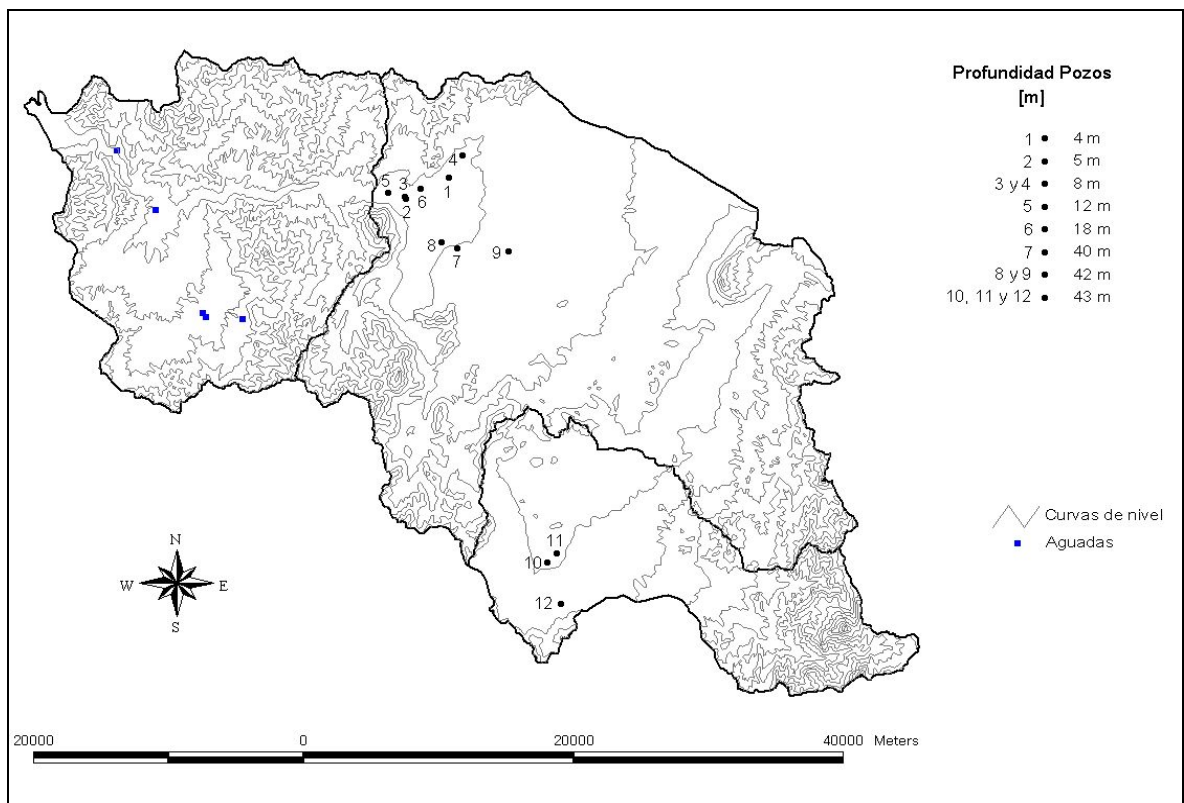 Profundidad Pozos
[m]
1 4 m
2 5 m
3 y 4 8 m
5 12 m
6 18 m
7 40 m
8 y 9 42 m
10, 11 y 12 43 m
4
5 3 1
6
2
8 9
7
11
10
12
Curvas de nivel
Aguadas
N
W E
S
20000 0 20000 40000 Meters